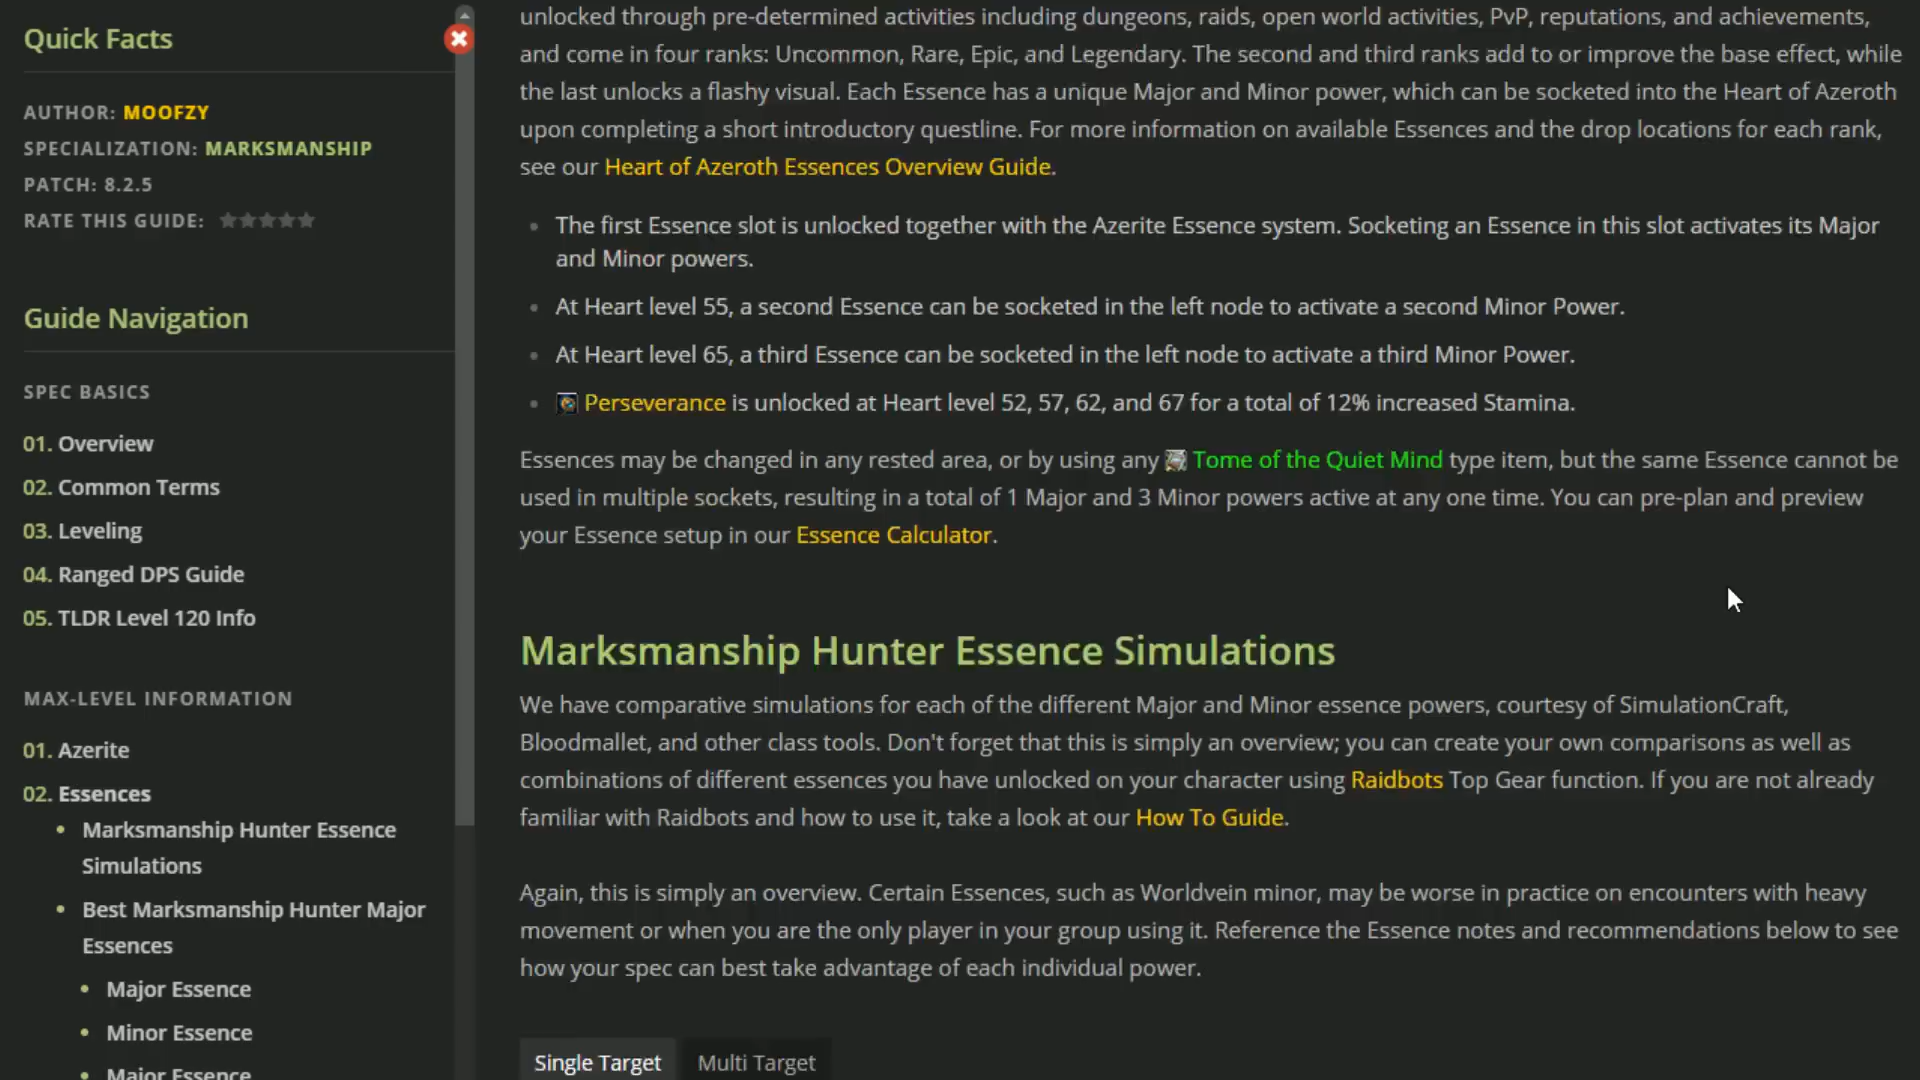 Quick Facts
AUTHOR: MOOFZY
SPECIALIZATION: MARKSMANSHIP
PATCH: 8.2.5
RATE THIS GUIDE:
Guide Navigation
SPEC BASICS
01. Overview
02. Common Terms
03. Leveling
04. Ranged DPS Guide
05. TLDR Level 120 Info
MAX-LEVEL INFORMATION
01. Azerite
02. Essences
Marksmanship Hunter Essence
Simulations
Best Marksmanship Hunter Major
Essences
Major Essence
Minor Essence
Major Essence
unlocked through pre-determined activities including dungeons, raids, open world activities, PvP, reputations, and achievements,
and come in four ranks: Uncommon, Rare, Epic, and Legendary. The second and third ranks add to or improve the base effect, while
the last unlocks a flashy visual. Each Essence has a unique Major and Minor power, which can be socketed into the Heart of Azeroth
upon completing a short introductory questline. For more information on available Essences and the drop locations for each rank,
see our Heart of Azeroth Essences Overview Guide.
The first Essence slot is unlocked together with the Azerite Essence system. Socketing an Essence in this slot activates its Major
and Minor powers.
At Heart level 55, a second Essence can be socketed in the left node to activate a second Minor Power.
At Heart level 65, a third Essence can be socketed in the left node to activate a third Minor Power.
Perseverance is unlocked at Heart level 52, 57, 62, and 67 for a total of 12% increased Stamina.
Essences may be changed in any rested area, or by using any Tome of the Quiet Mind type item, but the same Essence cannot be
used in multiple sockets, resulting in a total of 1 Major and 3 Minor powers active at any one time. You can pre-plan and preview
your Essence setup in our Essence Calculator.
Marksmanship Hunter Essence Simulations
We have comparative simulations for each of the different Major and Minor essence powers, courtesy of SimulationCraft,
Bloodmallet, and other class tools. Don't forget that this is simply an overview; you can create your own comparisons as well as
combinations of different essences you have unlocked on your character using Raidbots Top Gear function. If you are not already
familiar with Raidbots and how to use it, take a look at our How To Guide.
Again, this is simply an overview. Certain Essences, such as Worldvein minor, may be worse in practice on encounters with heavy
movement or when you are the only player in your group using it. Reference the Essence notes and recommendations below to see
how your spec can best take advantage of each individual power.
Single Target Multi Target